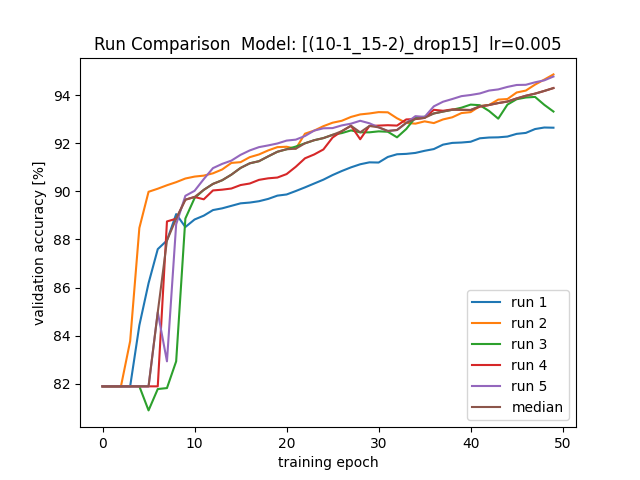 Run Comparison  Model: [(10-1_15-2)_drop15]  lr=0.005
validation accuracy [%]
94
92
90
88
86
84
82
run 1
run 2
run 3
run 4
run 5
median
0 10 20 30 40 50
training epoch